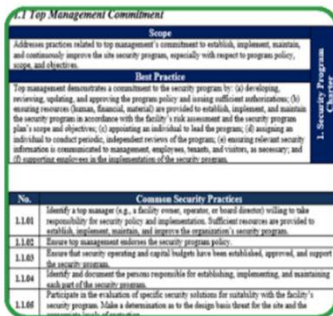 1.1 Top Management Commitment
Scope
Addresses practices related to top management's commitment to establish, implement, maintain,
and continuously improve the site security program, especially with respect to program policy,
scope, and objectives.
Best Practice
Top management demonstrates a commitment to the security program by: (a) developing,
reviewing, updating, and approving the program policy and issuing sufficient authorizations; (b)
ensuring resources (human, financial, material) are provided to establish, implement, and maintain
the security program in accordance with the facility's risk assessment and the security program
plan's scope and objectives; (c) appointing an individual to lead the program; (d) assigning an
individual to conduct periodic, independent reviews of the program; (e) ensuring relevant security
information is communicated to management, employees, tenants, and visitors, as necessary; and
(f) supporting employees in the implementation of the security program.
1. Security Program
Charter
No. Common Security Practices
1.1.01 Identify a top manager (e.g., a facility owner, operator, or board director) willing to take
responsibility for security policy and implementation. Sufficient resources are provided to
establish, implement, maintain, and improve the organization's security program.
1.1.02 Ensure top management endorses the security program policy.
1.1.03 Ensure that security operating and capital budgets have been established, approved, and support
the security program.
1.1.04 Identify and document the persons responsible for establishing, implementing, and maintaining
each part of the security program.
1.1.05 Participate in the evaluation of specific security solutions for suitability with the facility's
security program. Make a determination as to the design basis threat for the site and the
appropriate levels of protection.